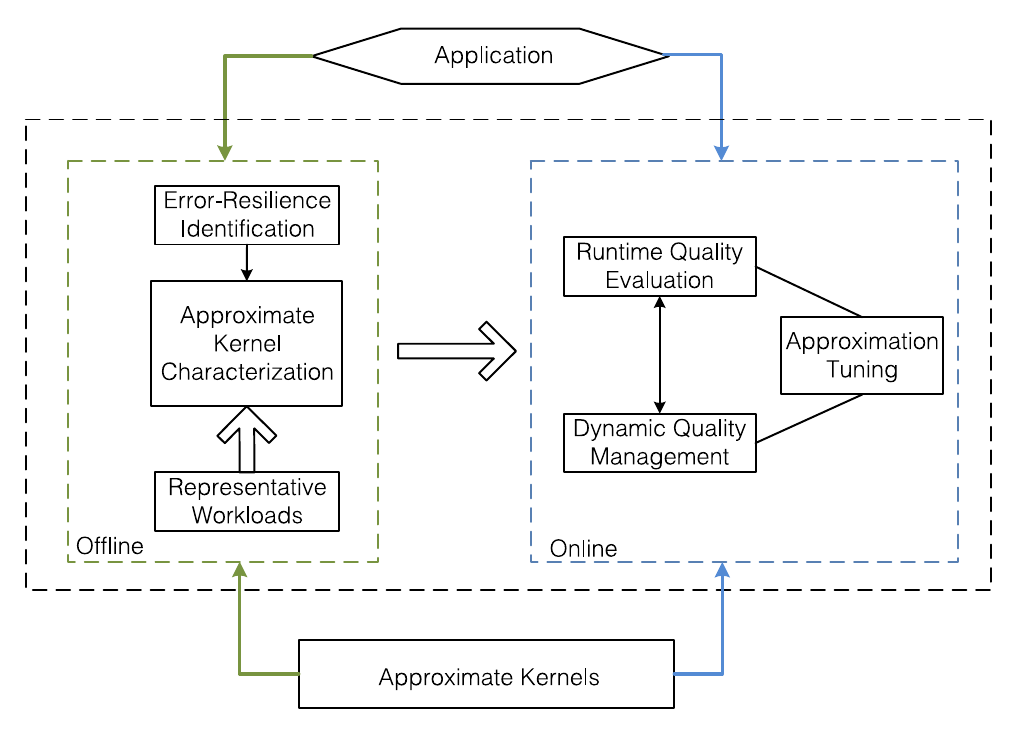 Application
Error-Resilience
Identification
Approximate
Kernel
Characterization
Representative
Workloads
Offline
Runtime Quality
Evaluation
Approximation
Tuning
Dynamic Quality
Management
Online
Approximate Kernels